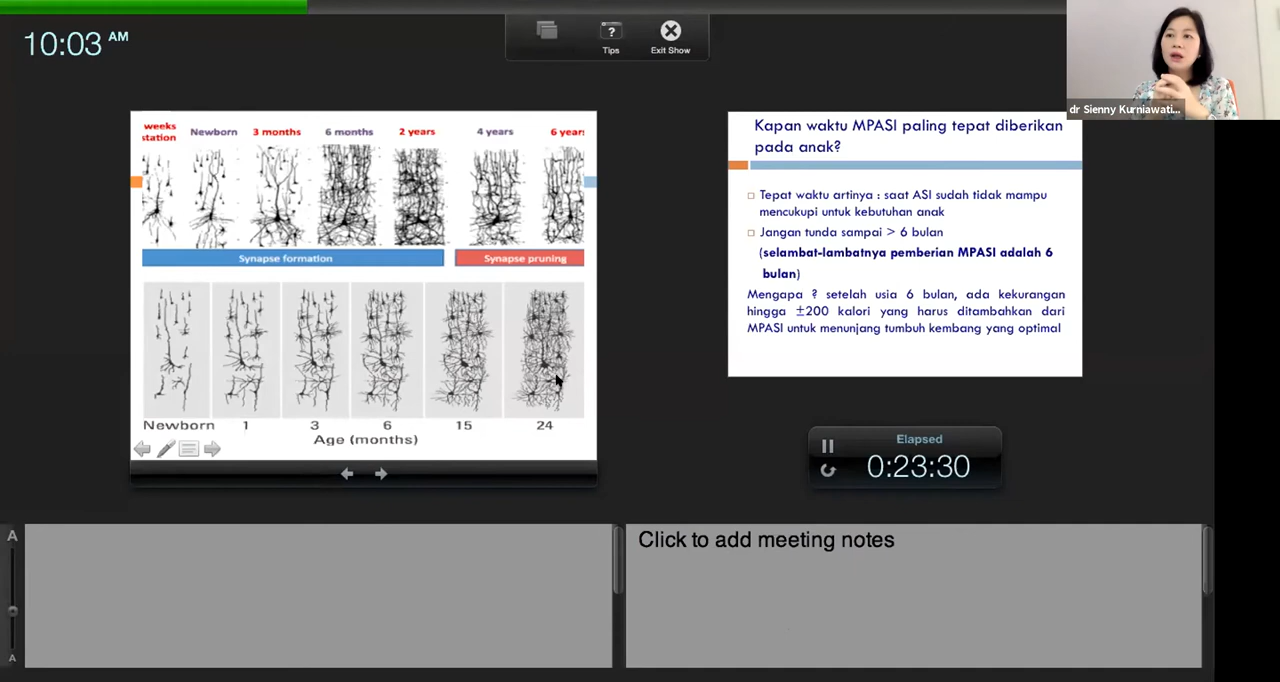 10:03 AM
Tips
Exit Show
dr Sienny Kurniawati...
weeks
station
Newborn
3 months
6 months
2 years
4 years
6 years
Synapse formation
Synapse pruning
Newborn 1 3 6 15 24
Age (months)
Kapan waktu MPASI paling tepat diberikan
pada anak?
Tepat waktu artinya : saat ASI sudah tidak mampu
mencukupi untuk kebutuhan anak
Jangan tunda sampai > 6 bulan
(selambat-lambatnya pemberian MPASI adalah 6
bulan)
Mengapa ? setelah usia 6 bulan, ada kekurangan
hingga ±200 kalori yang harus ditambahkan dari
MPASI untuk menunjang tumbuh kembang yang optimal
Elapsed
0:23:30
A
A
Click to add meeting notes